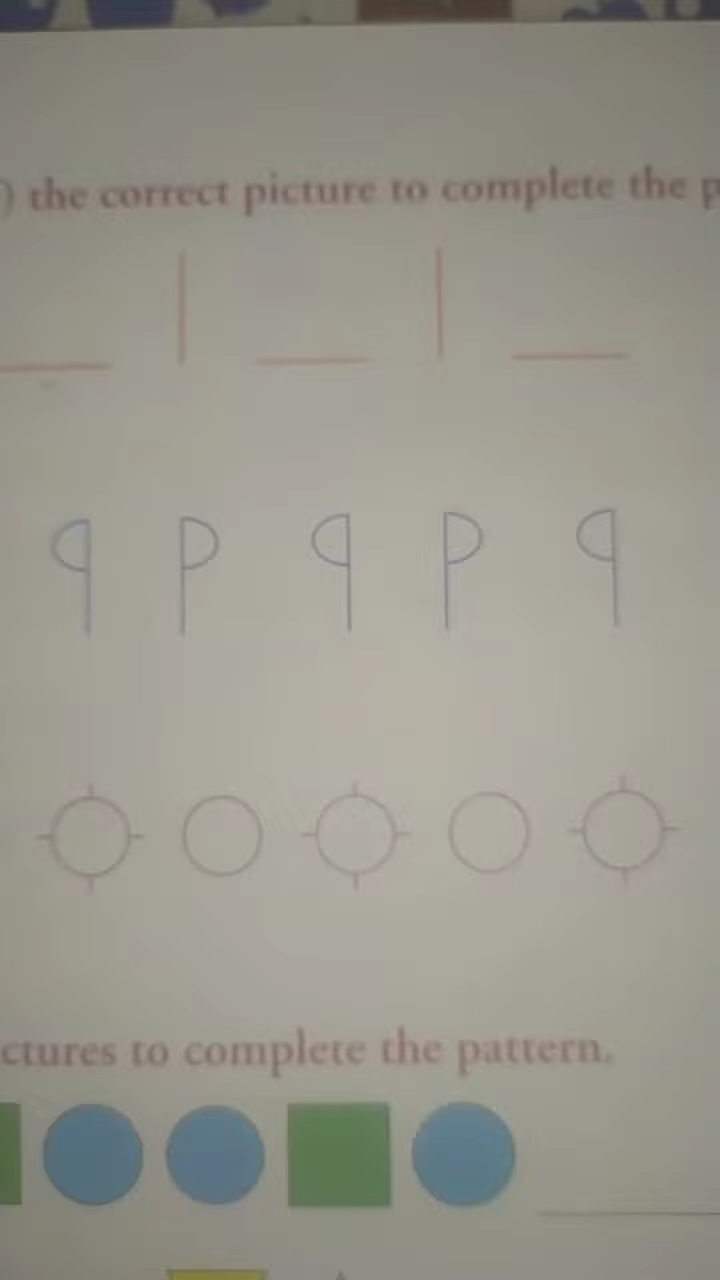 ) the correct picture to complete the p
ctures to complete the pattern.